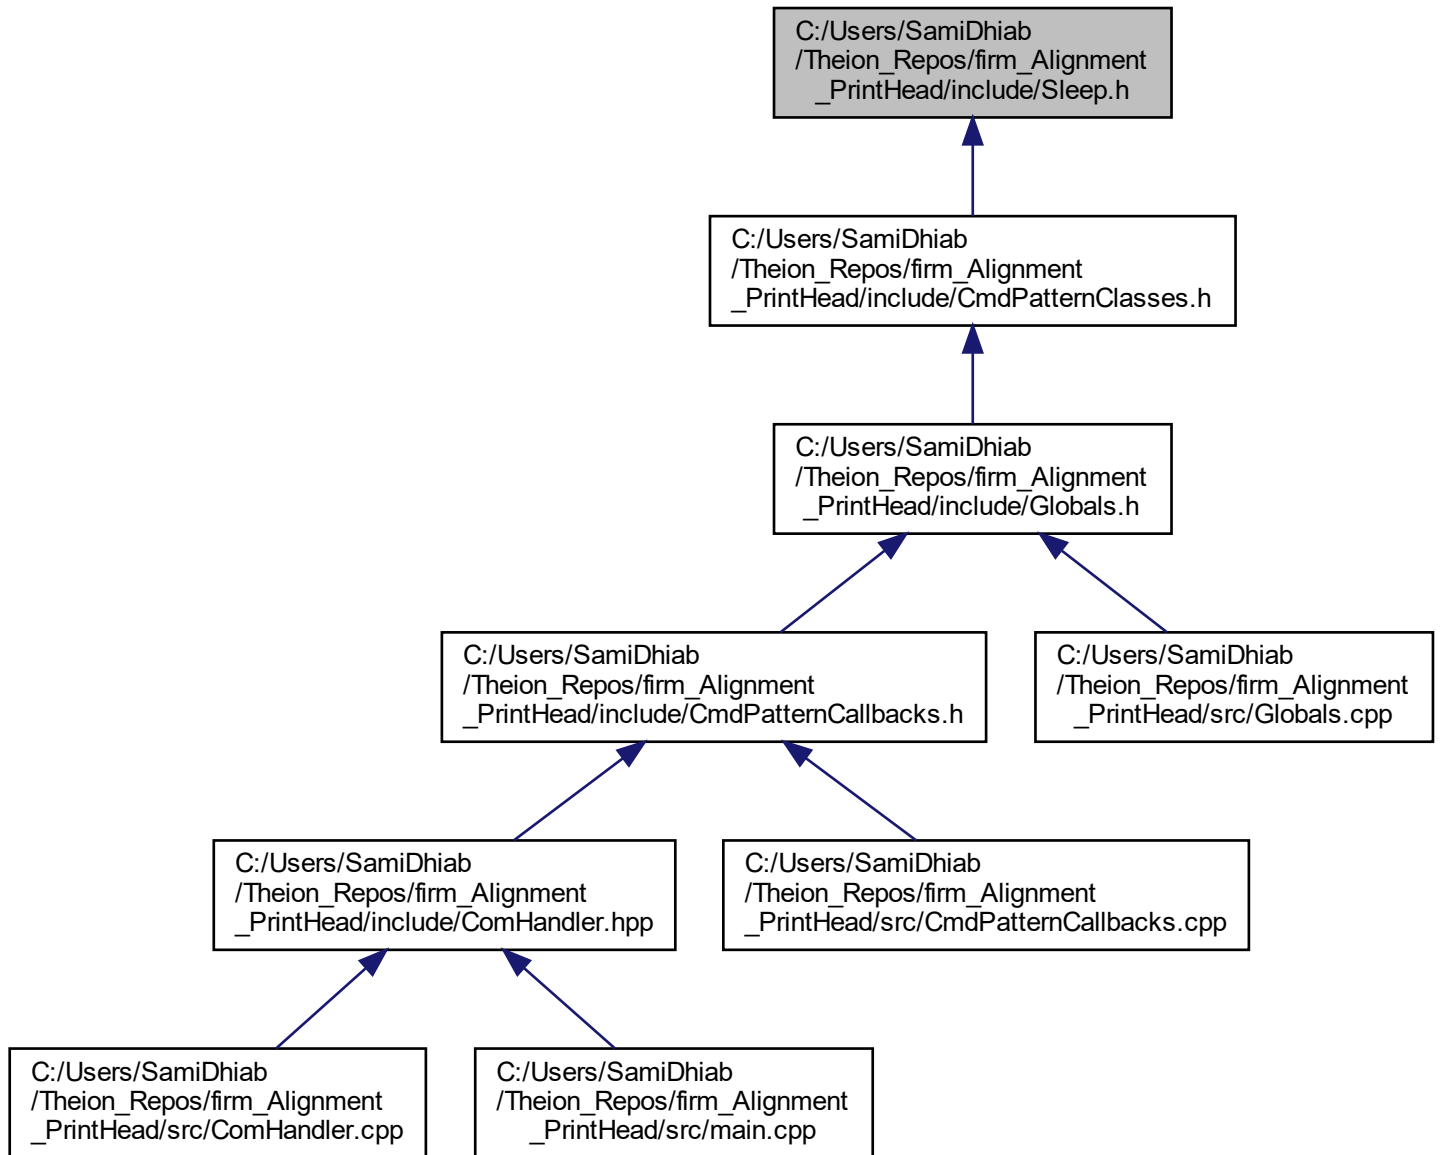 C:/Users/SamiDhiab
/Theion_Repos/firm_Alignment
_PrintHead/include/Sleep.h
C:/Users/SamiDhiab
/Theion_Repos/firm_Alignment
_PrintHead/include/CmdPatternClasses.h
C:/Users/SamiDhiab
/Theion_Repos/firm_Alignment
_PrintHead/include/Globals.h
C:/Users/SamiDhiab
/Theion_Repos/firm_Alignment
_PrintHead/include/CmdPatternCallbacks.h
C:/Users/SamiDhiab
/Theion_Repos/firm_Alignment
_PrintHead/src/Globals.cpp
C:/Users/SamiDhiab
/Theion_Repos/firm_Alignment
_PrintHead/include/ComHandler.hpp
C:/Users/SamiDhiab
/Theion_Repos/firm_Alignment
_PrintHead/src/CmdPatternCallbacks.cpp
C:/Users/SamiDhiab
/Theion_Repos/firm_Alignment
_PrintHead/src/ComHandler.cpp
C:/Users/SamiDhiab
/Theion_Repos/firm_Alignment
_PrintHead/src/main.cpp